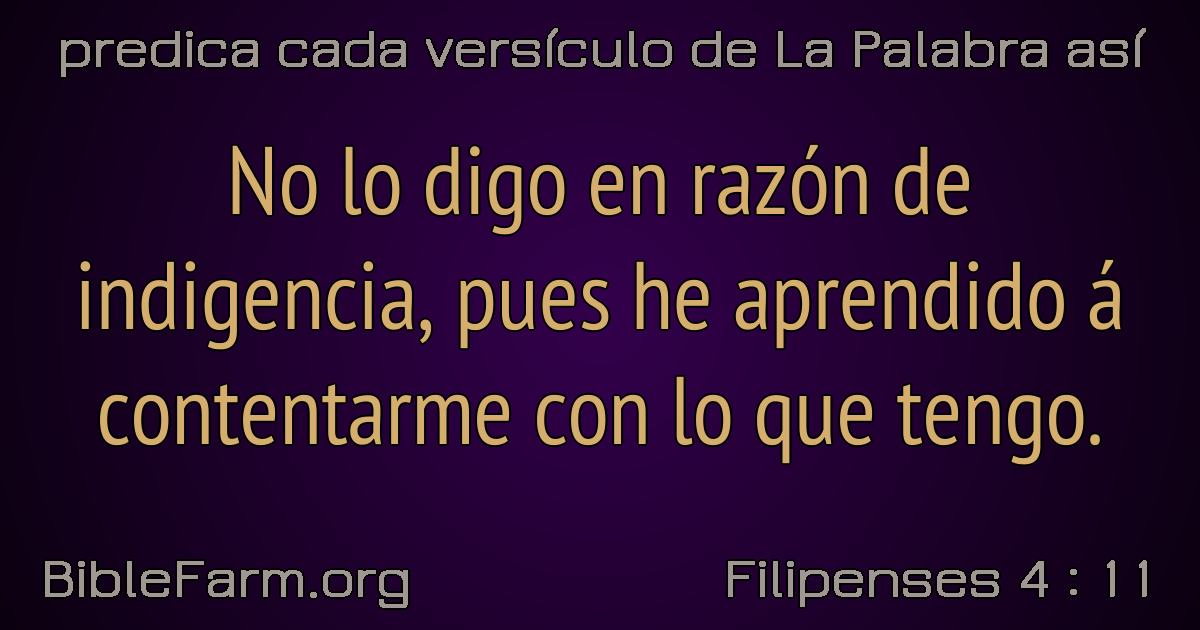 predica cada versículo de La Palabra así
No lo digo en razón de
indigencia, pues he aprendido á
contentarme con lo que tengo.
BibleFarm.org
Filipenses 4 : 11